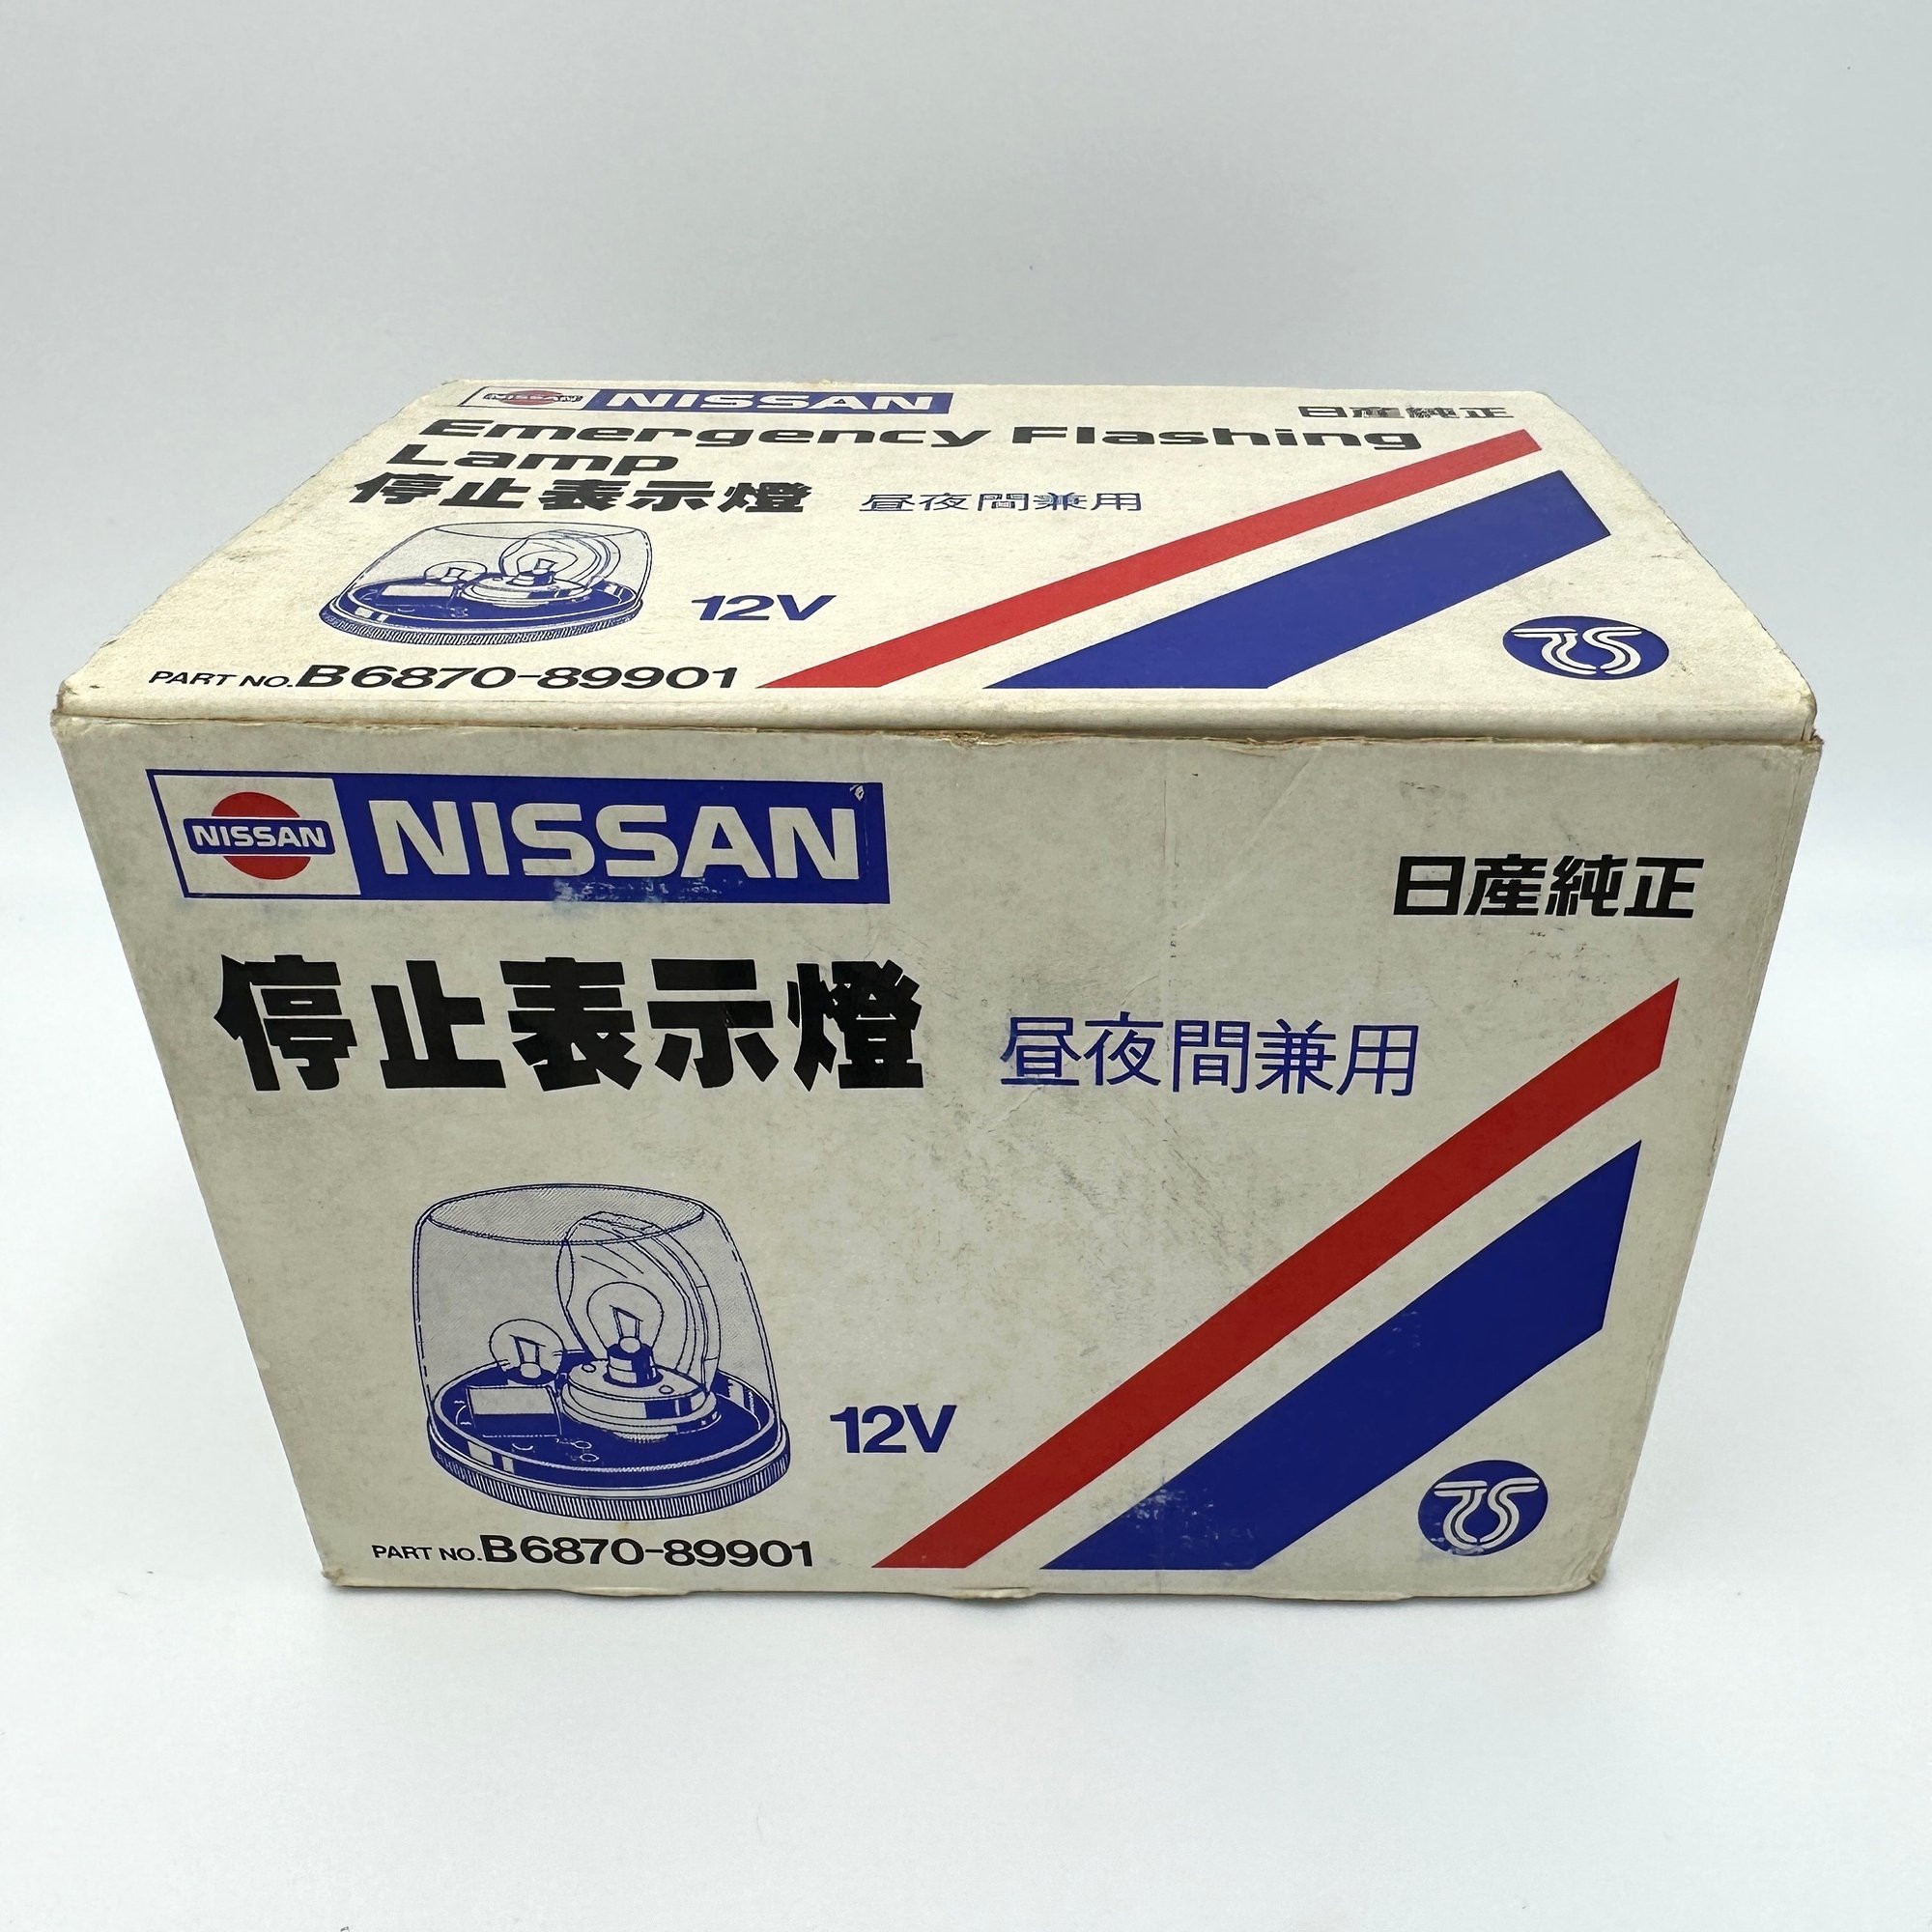 NISSAN NISSAN
日産純正
Emergency Flashing
Lamp
停止表示燈 昼夜間兼用
12V
PART NO. B6870-89901
NISSAN NISSAN
日産純正
停止表示燈 昼夜間兼用
12V
PART NO. B6870-89901